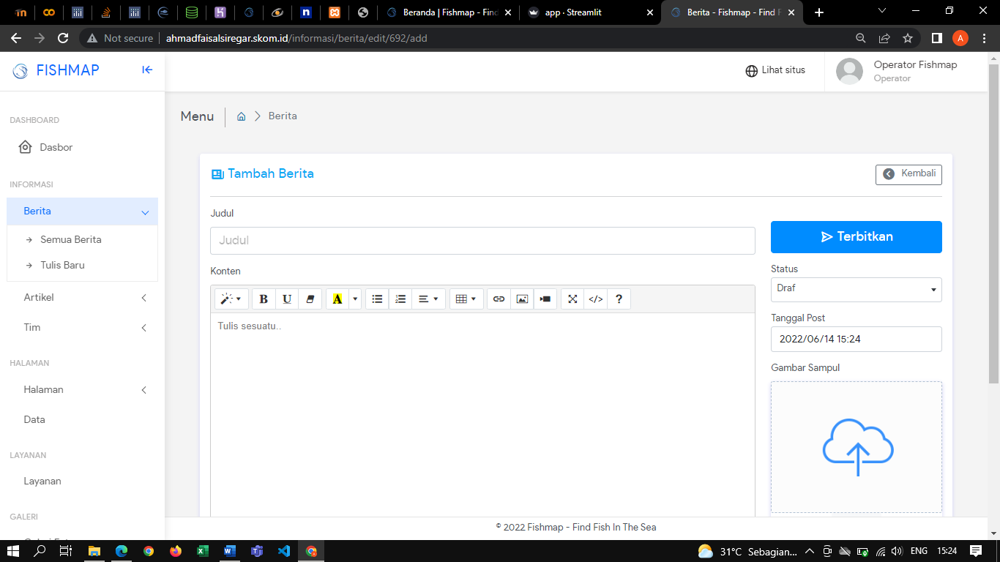 Beranda | Fishmap - Find
app · Streamlit
Berita - Fishmap - Find F
Not secure
ahmadfaisalsiregar.skom.id/informasi/berita/edit/692/add
A
FISHMAP
Lihat situs
Operator Fishmap
Operator
Menu
Berita
DASHBOARD
Dasbor
INFORMASI
Berita
Semua Berita
Tulis Baru
Artikel
Tim
HALAMAN
Halaman
Data
LAYANAN
Layanan
GALERI
Tambah Berita
Kembali
Judul
Judul
Konten
B U A </> ?
Tulis sesuatu..
Terbitkan
Status
Draf
Tanggal Post
2022/06/14 15:24
Gambar Sampul
© 2022 Fishmap - Find Fish In The Sea
31°C Sebagian... ENG 15:24